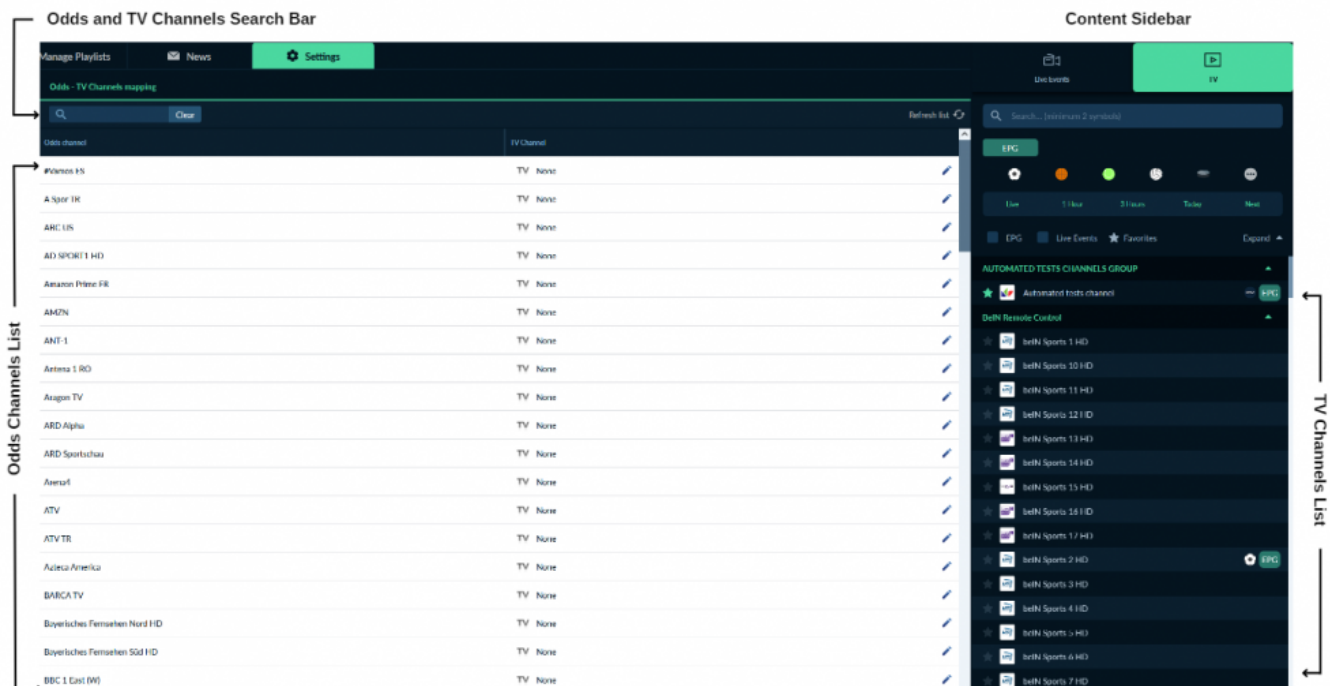 Odds and TV Channels Search Bar
Content Sidebar
Manage Playlists
News
Settings
Live Events
TV
Odds - TV Channels mapping
Clear
Refresh list
Search... (minimum 2 symbols)
Odds channel
TV Channel
EPG
Live
1 Hour
3 Hours
Today
Next
EPG
Live Events
Favorites
Expand
Odds Channels List
#Vamos ES
TV None
A Spor TR
TV None
ABC US
TV None
AD SPORT1 HD
TV None
Amazon Prime FR
TV None
AMZN
TV None
ANT-1
TV None
Antena 1 RO
TV None
Aragon TV
TV None
ARD Alpha
TV None
ARD Sportschau
TV None
Arena4
TV None
ATV
TV None
ATV TR
TV None
Azteca America
TV None
BARCA TV
TV None
Bayerisches Fernsehen Nord HD
TV None
Bayerisches Fernsehen Süd HD
TV None
BBC 1 East (W)
TV None
AUTOMATED TESTS CHANNELS GROUP
Automated tests channel
EPG
BeIN Remote Control
beIN Sports 1 HD
beIN Sports 10 HD
beIN Sports 11 HD
beIN Sports 12 HD
beIN Sports 13 HD
beIN Sports 14 HD
beIN Sports 15 HD
beIN Sports 16 HD
beIN Sports 17 HD
beIN Sports 2 HD
EPG
beIN Sports 3 HD
beIN Sports 4 HD
beIN Sports 5 HD
beIN Sports 6 HD
beIN Sports 7 HD
TV Channels List